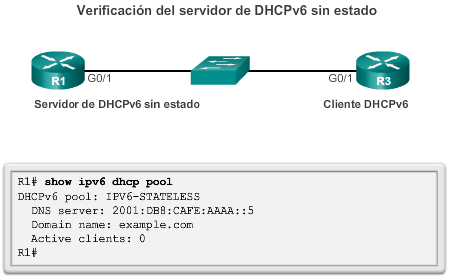 Verificación del servidor de DHCPv6 sin estado
R1
G0/1
G0/1
R3
Servidor de DHCPv6 sin estado
Cliente DHCPv6
R1# show ipv6 dhcp pool
DHCPv6 pool: IPV6-STATELESS
DNS server: 2001:DB8:CAFE:AAAA::5
Domain name: example.com
Active clients: 0
R1#